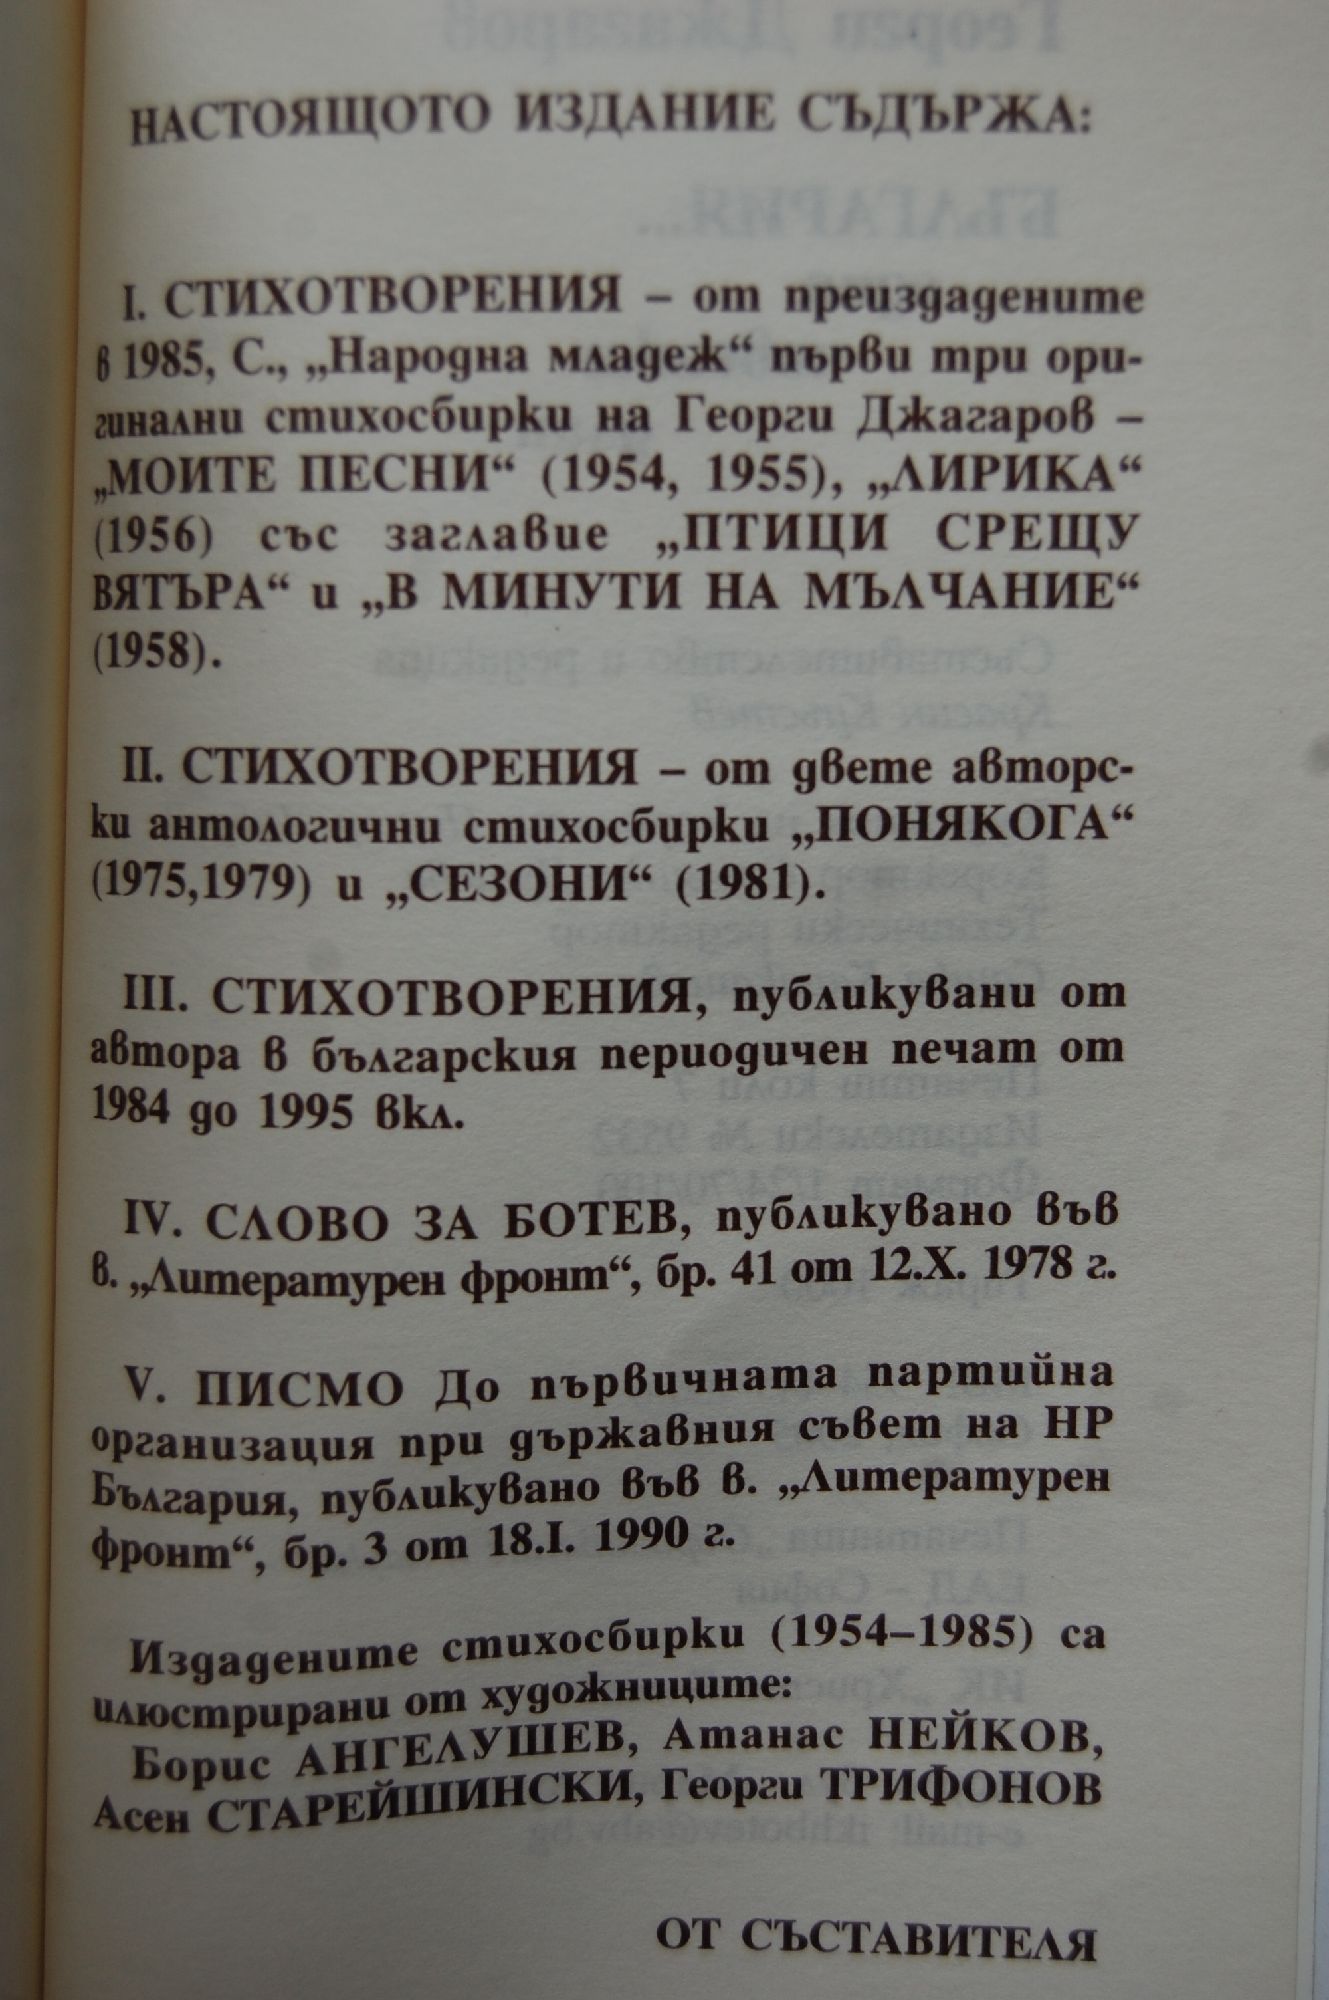 НАСТОЯЩОТО ИЗДАНИЕ СЪДЪРЖА:
I. СТИХОТВОРЕНИЯ – от преиздадените
в 1985, С., „Народна младеж“ първи три ори-
гинални стихосбирки на Георги Джагаров –
„МОИТЕ ПЕСНИ“ (1954, 1955), „ЛИРИКА“
(1956) със заглавие „ПТИЦИ СРЕЩУ
ВЯТЪРА“ и „В МИНУТИ НА МЪЛЧАНИЕ“
(1958).
II. СТИХОТВОРЕНИЯ – от двете авторс-
ки антологични стихосбирки „ПОНЯКОГА“
(1975,1979) и „СЕЗОНИ“ (1981).
III. СТИХОТВОРЕНИЯ, публикувани от
автора в българския периодичен печат от
1984 до 1995 вкл.
IV. СЛОВО ЗА БОТЕВ, публикувано във
в. „Литературен фронт“, бр. 41 от 12.X. 1978 г.
V. ПИСМО До първичната партийна
организация при държавния съвет на НР
България, публикувано във в. „Литературен
фронт“, бр. 3 от 18.I. 1990 г.
Издадените стихосбирки (1954–1985) са
илюстрирани от художниците:
Борис АНГЕЛУШЕВ, Атанас НЕЙКОВ,
Асен СТАРЕЙШИНСКИ, Георги ТРИФОНОВ
ОТ СЪСТАВИТЕЛЯ